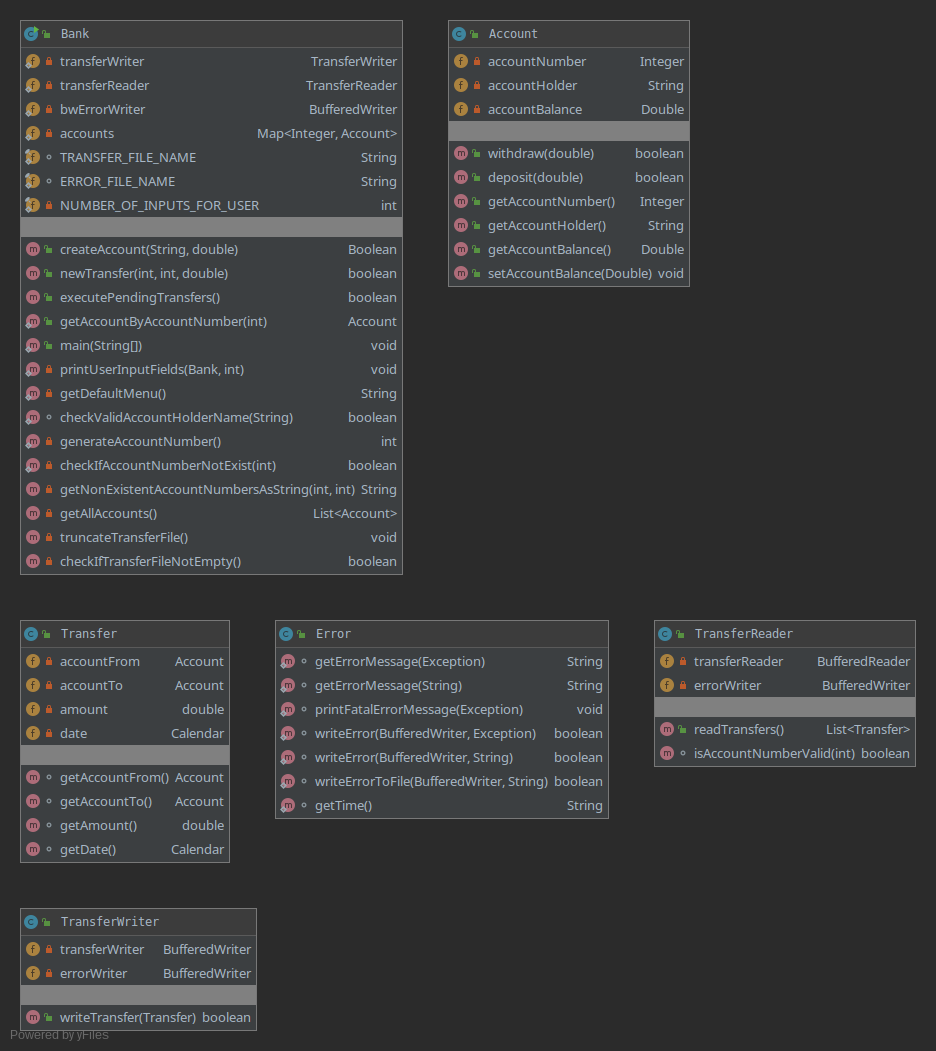 Bank
transferWriter TransferWriter
transferReader TransferReader
bwErrorWriter BufferedWriter
accounts Map<Integer, Account>
TRANSFER_FILE_NAME String
ERROR_FILE_NAME String
NUMBER_OF_INPUTS_FOR_USER int
createAccount(String, double) Boolean
newTransfer(int, int, double) boolean
executePendingTransfers() boolean
getAccountByAccountNumber(int) Account
main(String[]) void
printUserInputFields(Bank, int) void
getDefaultMenu() String
checkValidAccountHolderName(String) boolean
generateAccountNumber() int
checkIfAccountNumberNotExist(int) boolean
getNonExistentAccountNumbersAsString(int, int) String
getAllAccounts() List<Account>
truncateTransferFile() void
checkIfTransferFileNotEmpty() boolean
Account
accountNumber Integer
accountHolder String
accountBalance Double
withdraw(double) boolean
deposit(double) boolean
getAccountNumber() Integer
getAccountHolder() String
getAccountBalance() Double
setAccountBalance(Double) void
Transfer
accountFrom Account
accountTo Account
amount double
date Calendar
getAccountFrom() Account
getAccountTo() Account
getAmount() double
getDate() Calendar
Error
getErrorMessage(Exception) String
getErrorMessage(String) String
printFatalErrorMessage(Exception) void
writeError(BufferedWriter, Exception) boolean
writeError(BufferedWriter, String) boolean
writeErrorToFile(BufferedWriter, String) boolean
getTime() String
TransferReader
transferReader BufferedReader
errorWriter BufferedWriter
readTransfers() List<Transfer>
isAccountNumberValid(int) boolean
TransferWriter
transferWriter BufferedWriter
errorWriter BufferedWriter
writeTransfer(Transfer) boolean
Powered by yFiles